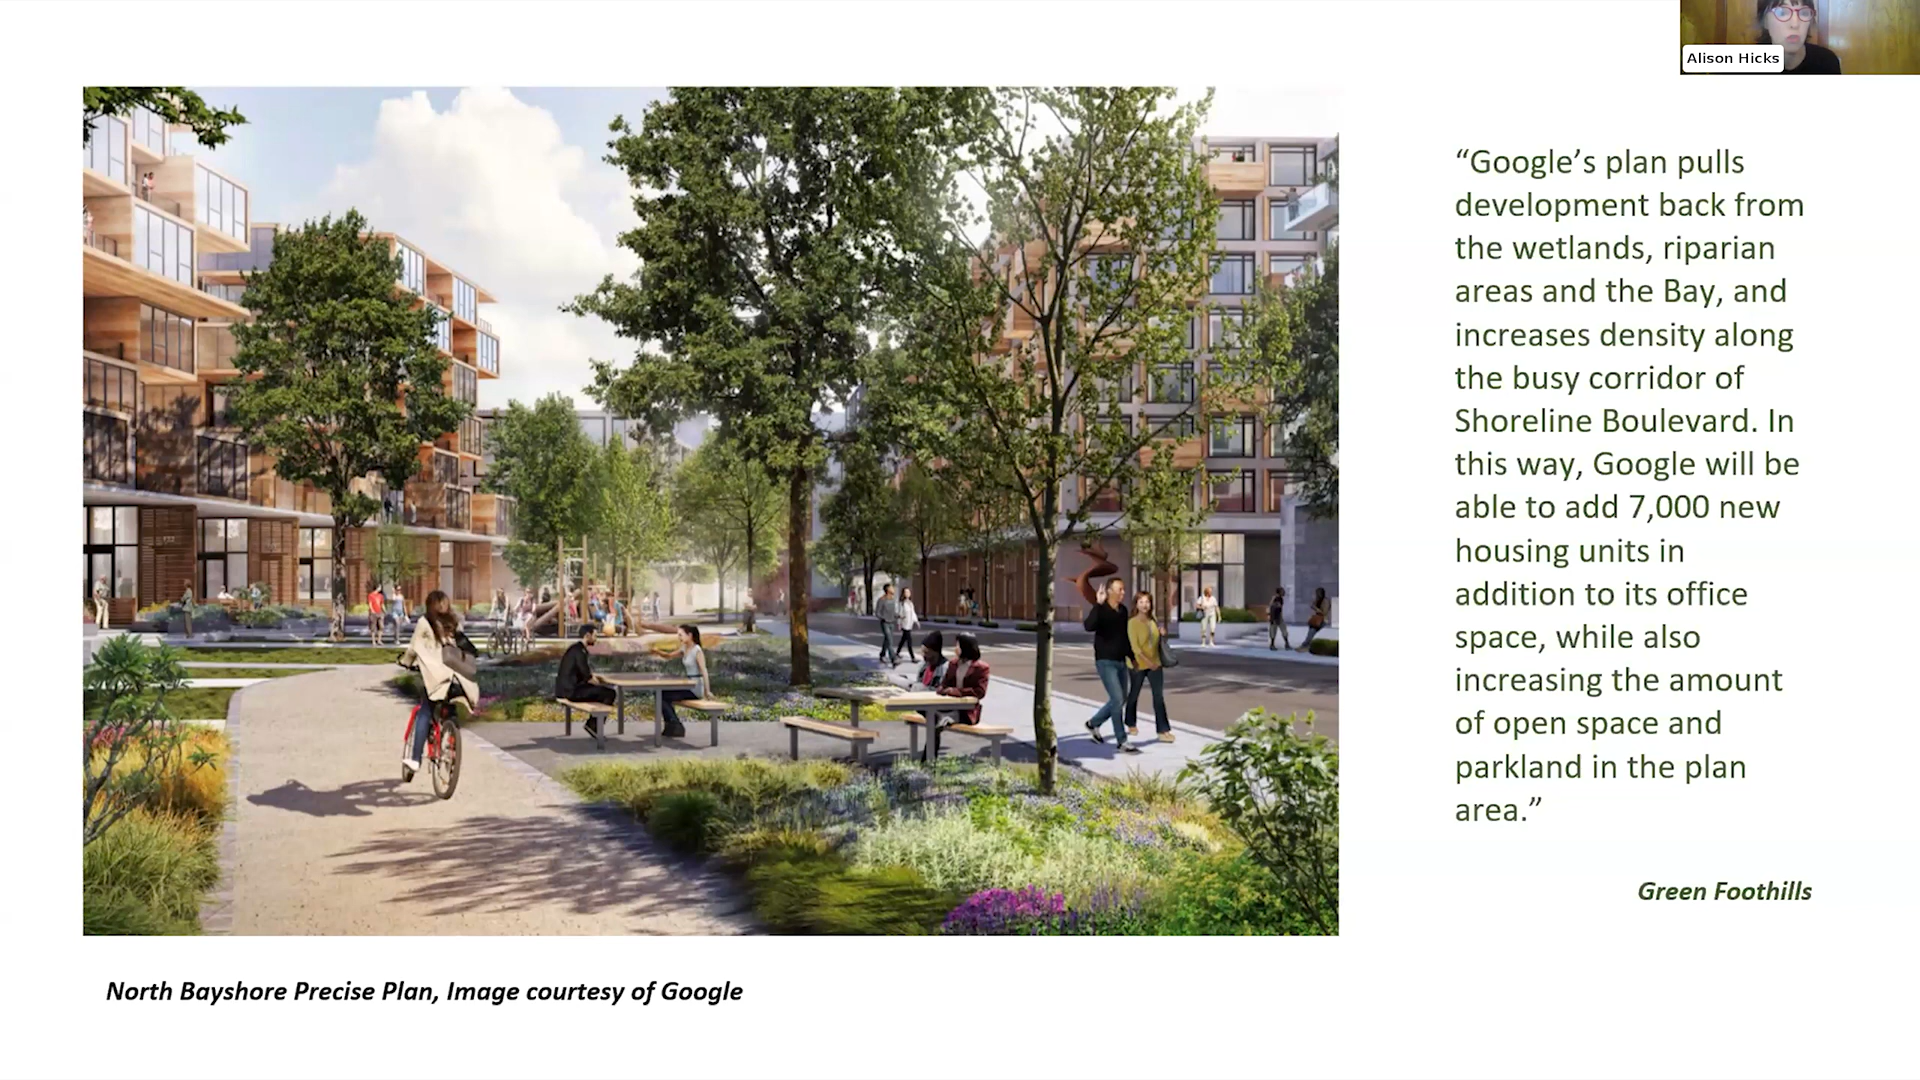 Alison Hicks
“Google’s plan pulls
development back from
the wetlands, riparian
areas and the Bay, and
increases density along
the busy corridor of
Shoreline Boulevard. In
this way, Google will be
able to add 7,000 new
housing units in
addition to its office
space, while also
increasing the amount
of open space and
parkland in the plan
area.”
Green Foothills
North Bayshore Precise Plan, Image courtesy of Google